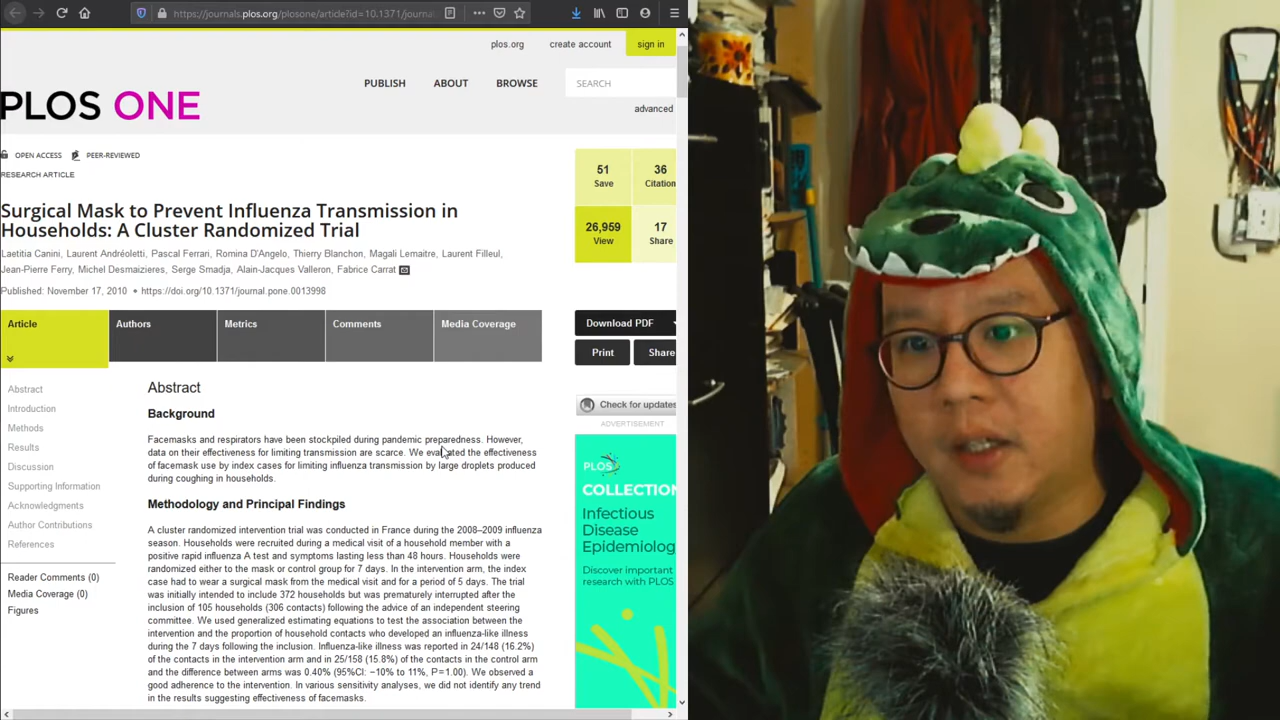 https://journals.plos.org/plosone/article?id=10.1371/journa
plos.org
create account
sign in
PUBLISH
ABOUT
BROWSE
SEARCH
advanced
PLOS ONE
OPEN ACCESS
PEER-REVIEWED
RESEARCH ARTICLE
51
Save
36
Citation
26,959
View
17
Share
Surgical Mask to Prevent Influenza Transmission in
Households: A Cluster Randomized Trial
Laetitia Canini, Laurent Andréoletti, Pascal Ferrari, Romina D'Angelo, Thierry Blanchon, Magali Lemaitre, Laurent Filleul,
Jean-Pierre Ferry, Michel Desmaizieres, Serge Smadja, Alain-Jacques Valleron, Fabrice Carrat
Published: November 17, 2010 • https://doi.org/10.1371/journal.pone.0013998
Article
Authors
Metrics
Comments
Media Coverage
Download PDF
Print
Share
Check for updates
ADVERTISEMENT
Abstract
Introduction
Methods
Results
Discussion
Supporting Information
Acknowledgments
Author Contributions
References
Reader Comments (0)
Media Coverage (0)
Figures
Abstract
Background
Facemasks and respirators have been stockpiled during pandemic preparedness. However,
data on their effectiveness for limiting transmission are scarce. We evaluated the effectiveness
of facemask use by index cases for limiting influenza transmission by large droplets produced
during coughing in households.
Methodology and Principal Findings
A cluster randomized intervention trial was conducted in France during the 2008–2009 influenza
season. Households were recruited during a medical visit of a household member with a
positive rapid influenza A test and symptoms lasting less than 48 hours. Households were
randomized either to the mask or control group for 7 days. In the intervention arm, the index
case had to wear a surgical mask from the medical visit and for a period of 5 days. The trial
was initially intended to include 372 households but was prematurely interrupted after the
inclusion of 105 households (306 contacts) following the advice of an independent steering
committee. We used generalized estimating equations to test the association between the
intervention and the proportion of household contacts who developed an influenza-like illness
during the 7 days following the inclusion. Influenza-like illness was reported in 24/148 (16.2%)
of the contacts in the intervention arm and in 25/158 (15.8%) of the contacts in the control arm
and the difference between arms was 0.40% (95%CI: −10% to 11%, P=1.00). We observed a
good adherence to the intervention. In various sensitivity analyses, we did not identify any trend
in the results suggesting effectiveness of facemasks.
PLOS
COLLECTION
Infectious
Disease
Epidemiolog
Discover important
research with PLOS